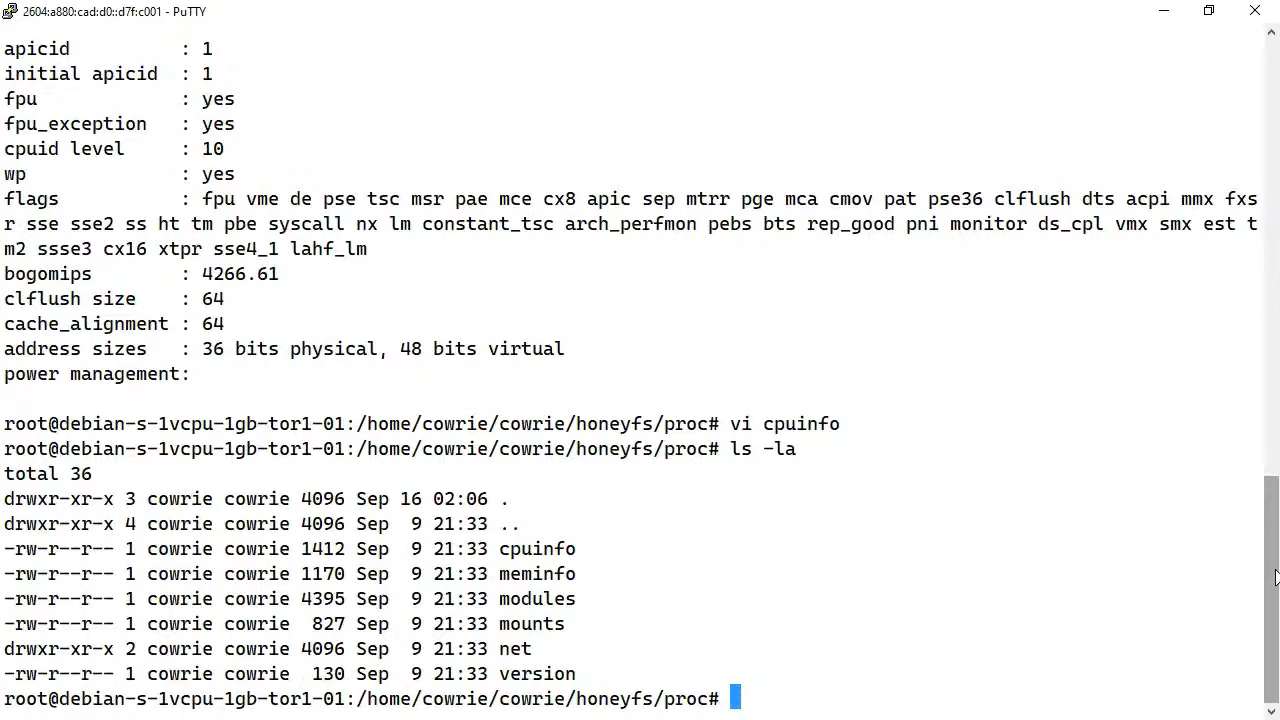 2604:a880:cad:d0::d7f:c001 - PuTTY
apicid          : 1
initial apicid  : 1
fpu             : yes
fpu_exception   : yes
cpuid level     : 10
wp              : yes
flags           : fpu vme de pse tsc msr pae mce cx8 apic sep mtrr pge mca cmov pat pse36 clflush dts acpi mmx fxs
r sse sse2 ss ht tm pbe syscall nx lm constant_tsc arch_perfmon pebs bts rep_good pni monitor ds_cpl vmx smx est t
m2 ssse3 cx16 xtpr sse4_1 lahf_lm
bogomips        : 4266.61
clflush size    : 64
cache_alignment : 64
address sizes   : 36 bits physical, 48 bits virtual
power management:
root@debian-s-1vcpu-1gb-tor1-01:/home/cowrie/cowrie/honeyfs/proc# vi cpuinfo
root@debian-s-1vcpu-1gb-tor1-01:/home/cowrie/cowrie/honeyfs/proc# ls -la
total 36
drwxr-xr-x 3 cowrie cowrie 4096 Sep 16 02:06 .
drwxr-xr-x 4 cowrie cowrie 4096 Sep  9 21:33 ..
-rw-r--r-- 1 cowrie cowrie 1412 Sep  9 21:33 cpuinfo
-rw-r--r-- 1 cowrie cowrie 1170 Sep  9 21:33 meminfo
-rw-r--r-- 1 cowrie cowrie 4395 Sep  9 21:33 modules
-rw-r--r-- 1 cowrie cowrie  827 Sep  9 21:33 mounts
drwxr-xr-x 2 cowrie cowrie 4096 Sep  9 21:33 net
-rw-r--r-- 1 cowrie cowrie  130 Sep  9 21:33 version
root@debian-s-1vcpu-1gb-tor1-01:/home/cowrie/cowrie/honeyfs/proc#